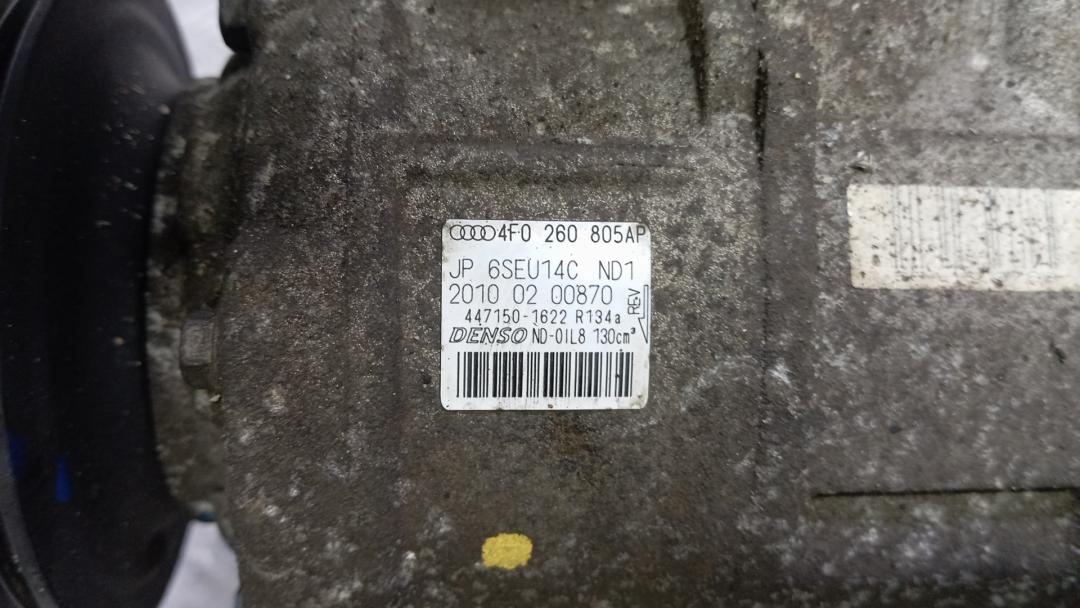 4F0 260 805AP
JP 6SEU14C ND1
2010 02 00870
REV
447150-1622 R134a
DENSO ND-OIL8 130cm³